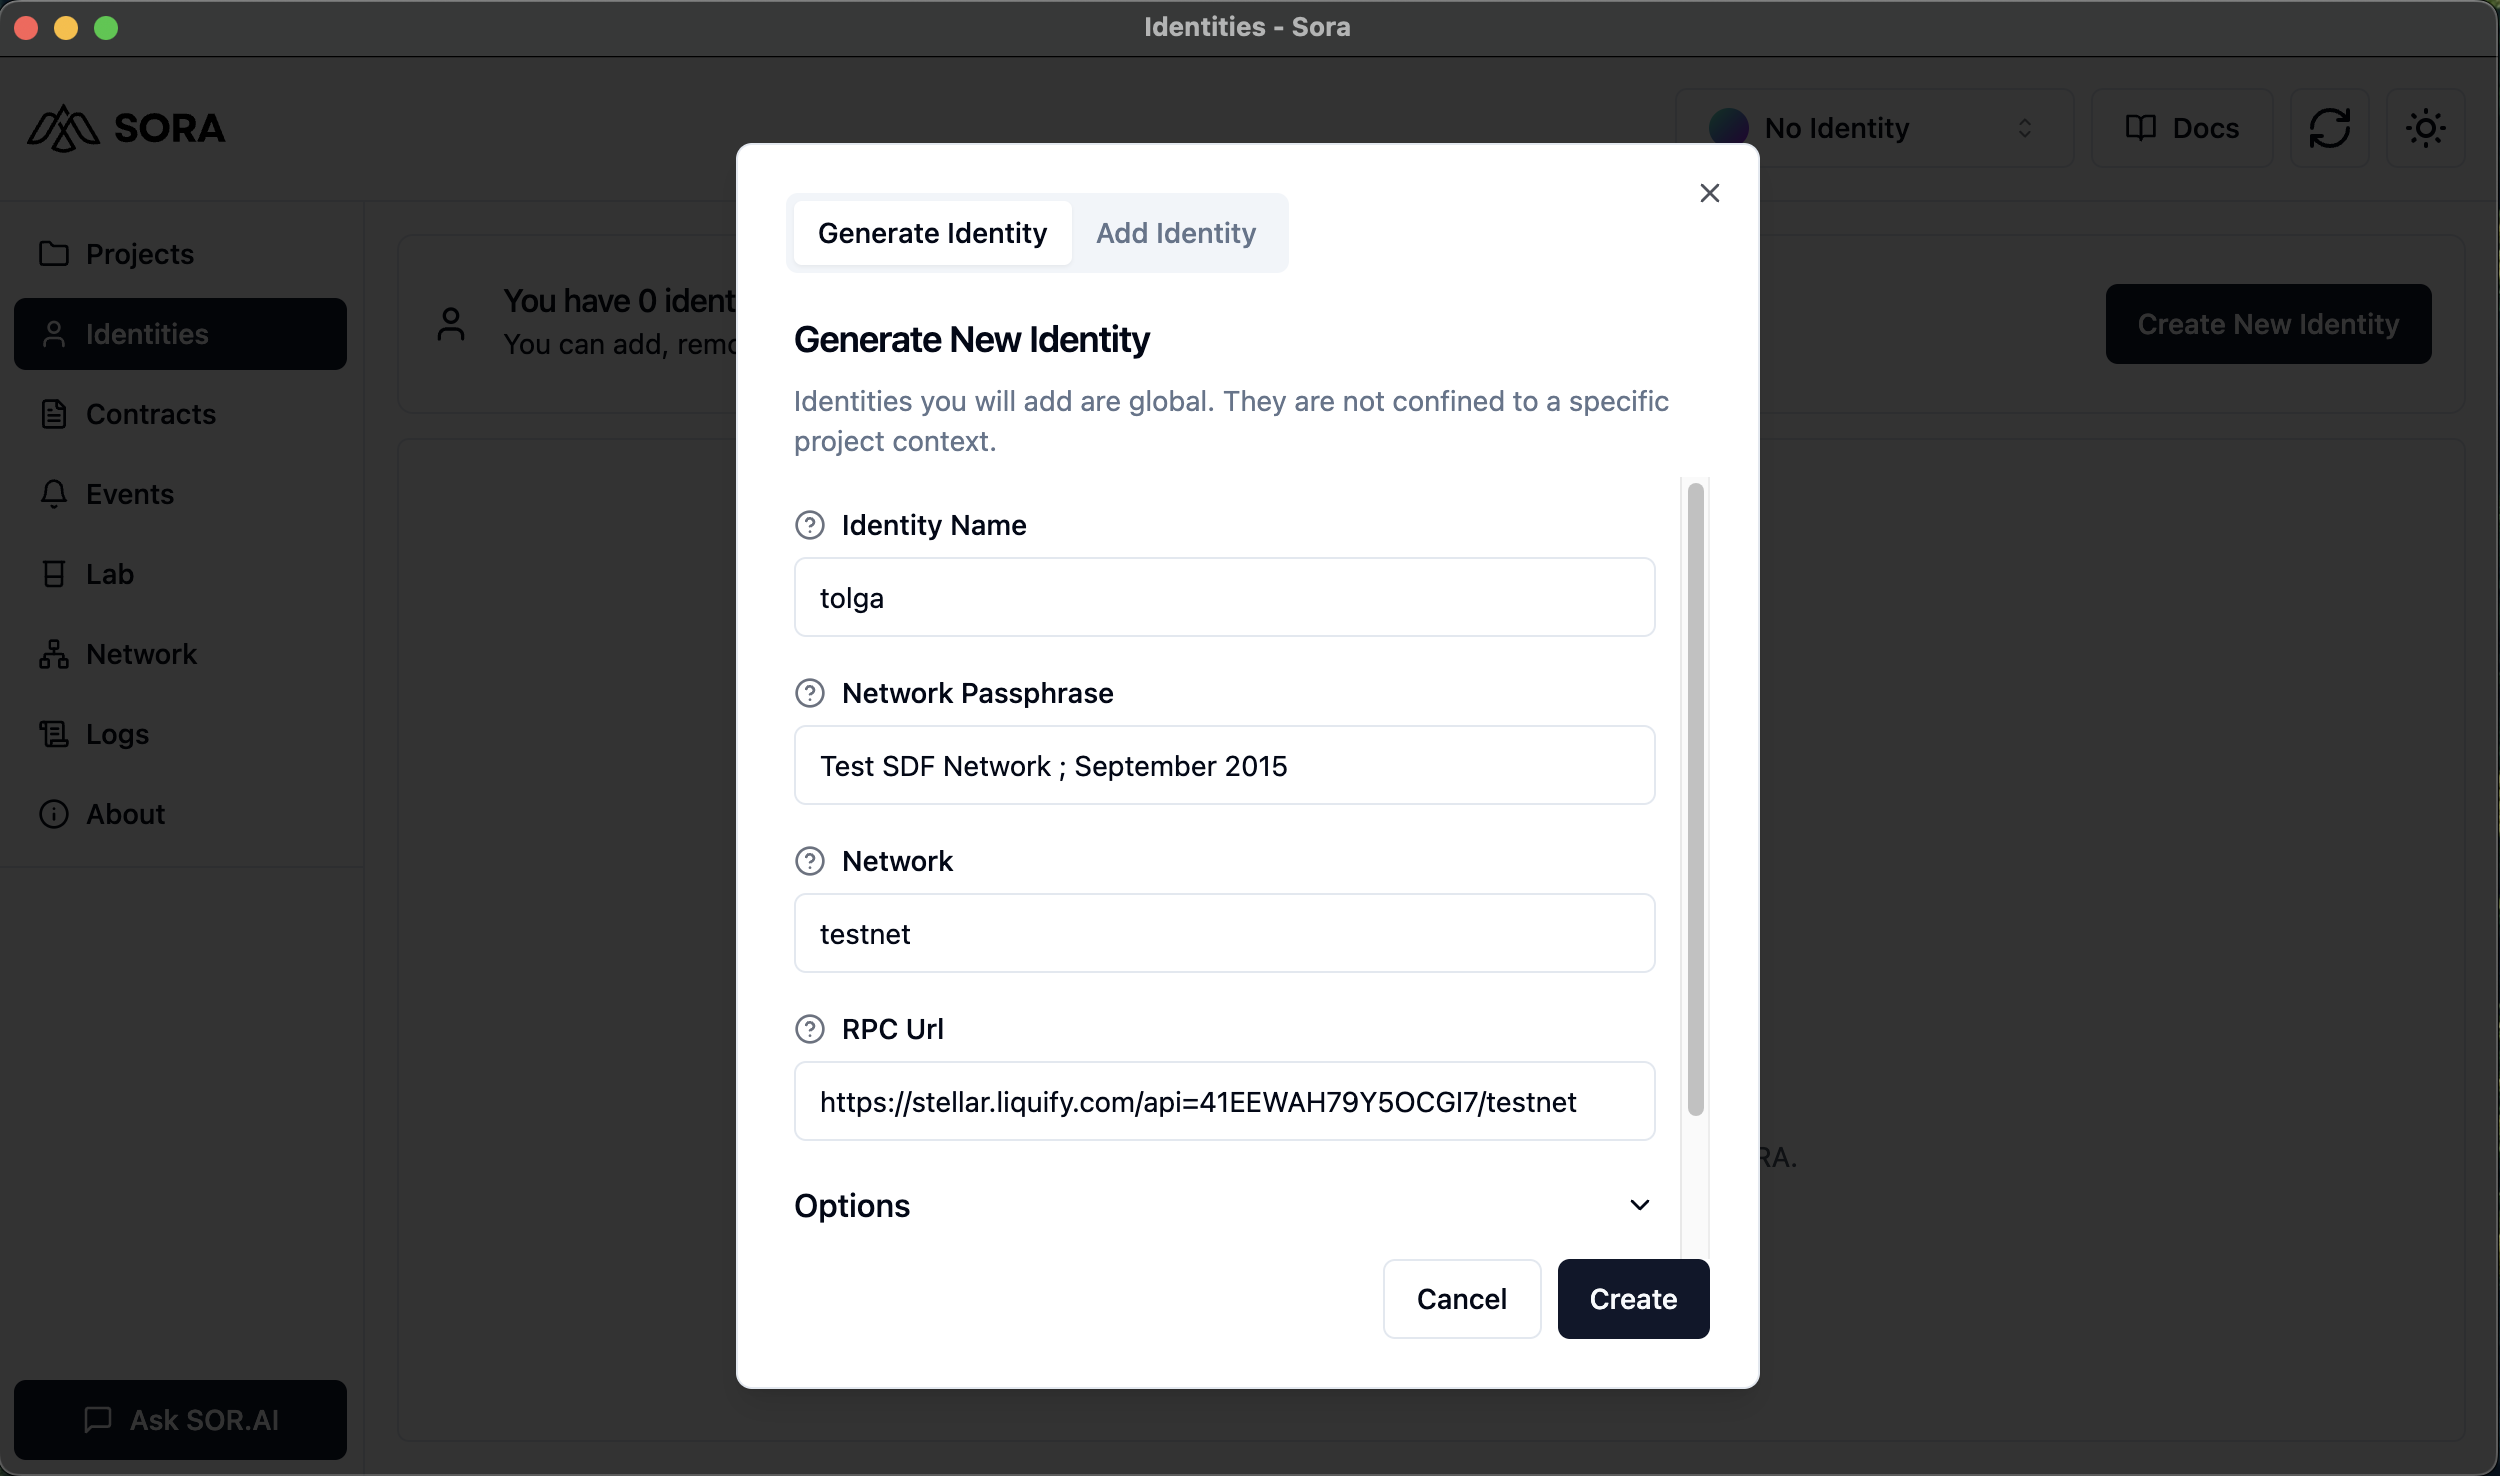 Identities - Sora
SORA
No Identity
Docs
Projects
Identities
Contracts
Events
Lab
Network
Logs
About
Ask SOR.AI
You have 0 ident
You can add, remo
Create New Identity
RA.
Generate Identity
Add Identity
Generate New Identity
Identities you will add are global. They are not confined to a specific
project context.
Identity Name
tolga
Network Passphrase
Test SDF Network ; September 2015
Network
testnet
RPC Url
https://stellar.liquify.com/api=41EEWAH79Y5OCGI7/testnet
Options
Cancel
Create